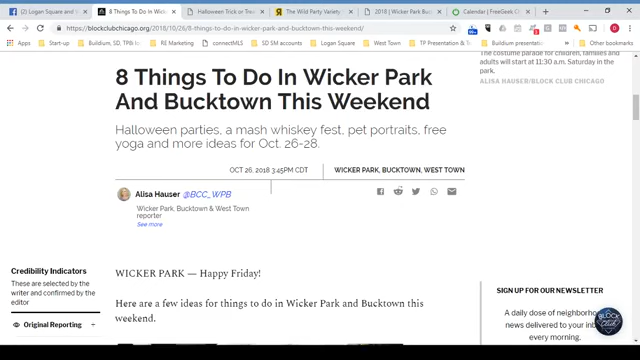 (2) Logan Square and
8 Things To Do In Wick
Halloween Trick or Trea
The Wild Party Variety
2018 | Wicker Park Buc
Calendar | FreeGeek C
https://blockclubchicago.org/2018/10/26/8-things-to-do-in-wicker-park-and-bucktown-this-weekend/
Apps
Start-up
Buildium, SD, TPB In
RE Marketing
connectMLS
SD SM accounts
Logan Square
West Town
TP Presentation & T
Buildium presentatio
Other bookmarks
8 Things To Do In Wicker Park
And Bucktown This Weekend
The costume parade for children, families and
adults will start at 11:30 a.m. Saturday in the
park.
ALISA HAUSER/BLOCK CLUB CHICAGO
Halloween parties, a mash whiskey fest, pet portraits, free
yoga and more ideas for Oct. 26-28.
OCT 26, 2018 3:45PM CDT
WICKER PARK, BUCKTOWN, WEST TOWN
Alisa Hauser @BCC_WPB
Wicker Park, Bucktown & West Town
reporter
See more
Credibility Indicators
These are selected by the
writer and confirmed by the
editor
Original Reporting +
WICKER PARK — Happy Friday!
Here are a few ideas for things to do in Wicker Park and Bucktown this
weekend.
SIGN UP FOR OUR NEWSLETTER
A daily dose of neighborhoo
news delivered to your inb
every morning.
BLOCK
Club